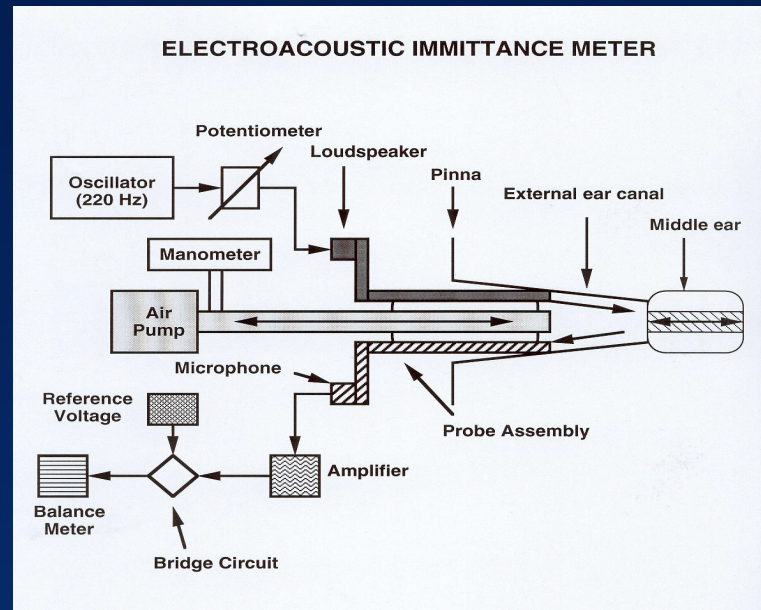 ELECTROACOUSTIC IMMITTANCE METER
Potentiometer
Loudspeaker
Pinna
External ear canal
Middle ear
Oscillator
(220 Hz)
Manometer
Air
Pump
Microphone
Reference
Voltage
Probe Assembly
Amplifier
Balance
Meter
Bridge Circuit